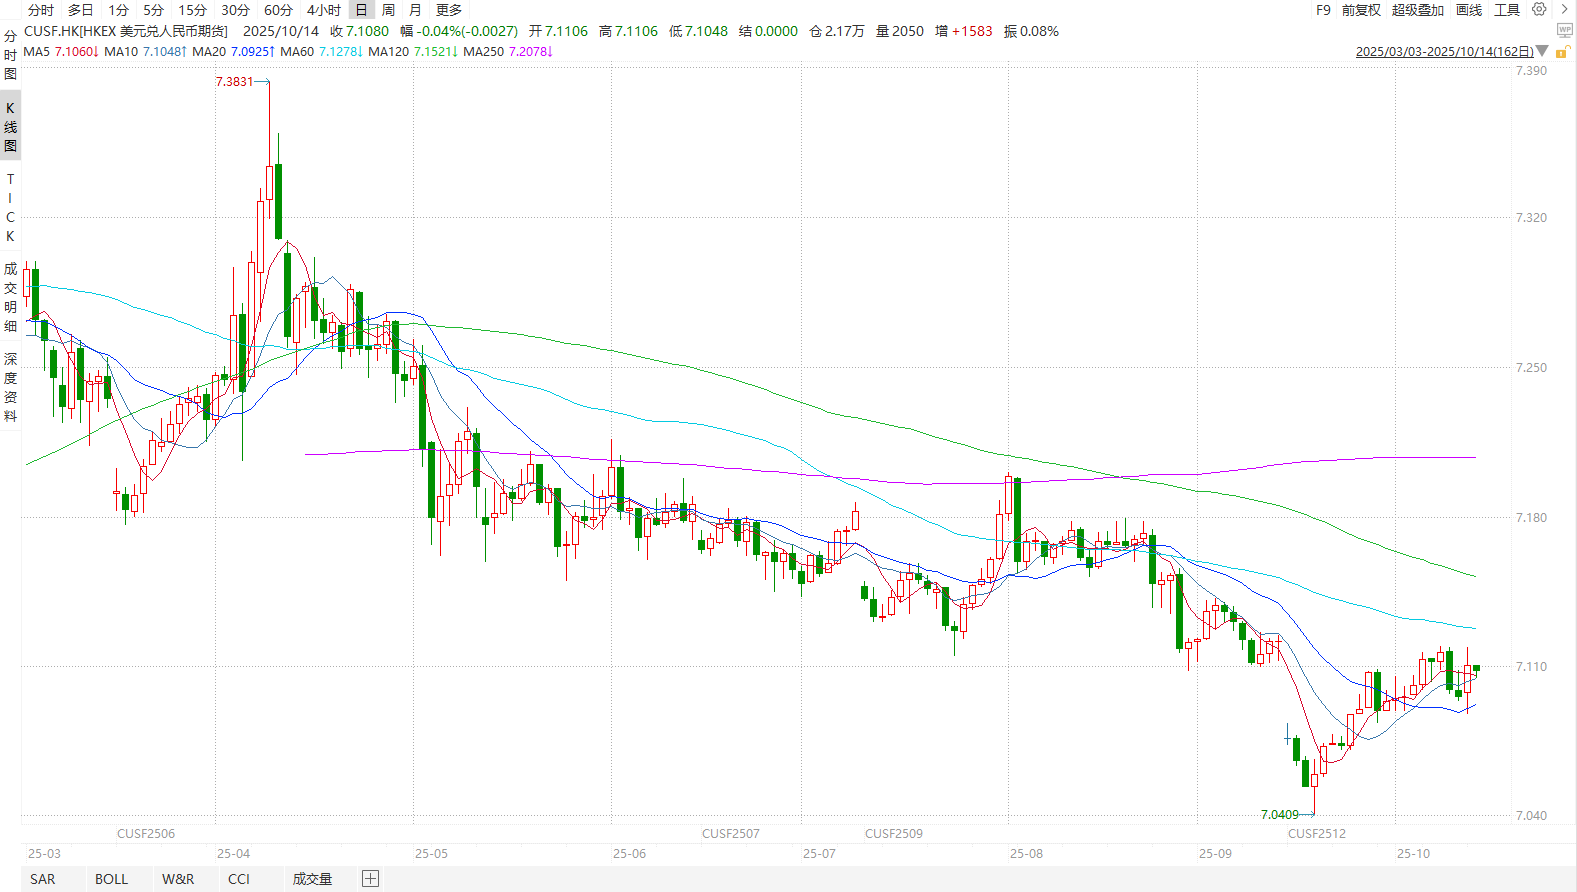 分时 多日 1分 5分 15分 30分 60分 4小时 日 周 月 更多 F9 前复权 超级叠加 画线 工具
CUSF.HK[HKEX 美元兑人民币期货] 2025/10/14 收 7.1080 幅 -0.04%(-0.0027) 开 7.1106 高 7.1106 低 7.1048 结 0.0000 仓 2.17万 量 2050 增 +1583 振 0.08%
WP
MA5 7.1060↓ MA10 7.1048↑ MA20 7.0925↑ MA60 7.1278↓ MA120 7.1521↓ MA250 7.2078↓ 2025/03/03-2025/10/14(162日)
分时图
K线图
TICK
成交明细
深度资料
7.390
7.3831
7.320
7.250
7.180
7.110
7.040
7.0409
CUSF2506 CUSF2507 CUSF2509 CUSF2512
25-03 25-04 25-05 25-06 25-07 25-08 25-09 25-10
SAR BOLL W&R CCI 成交量